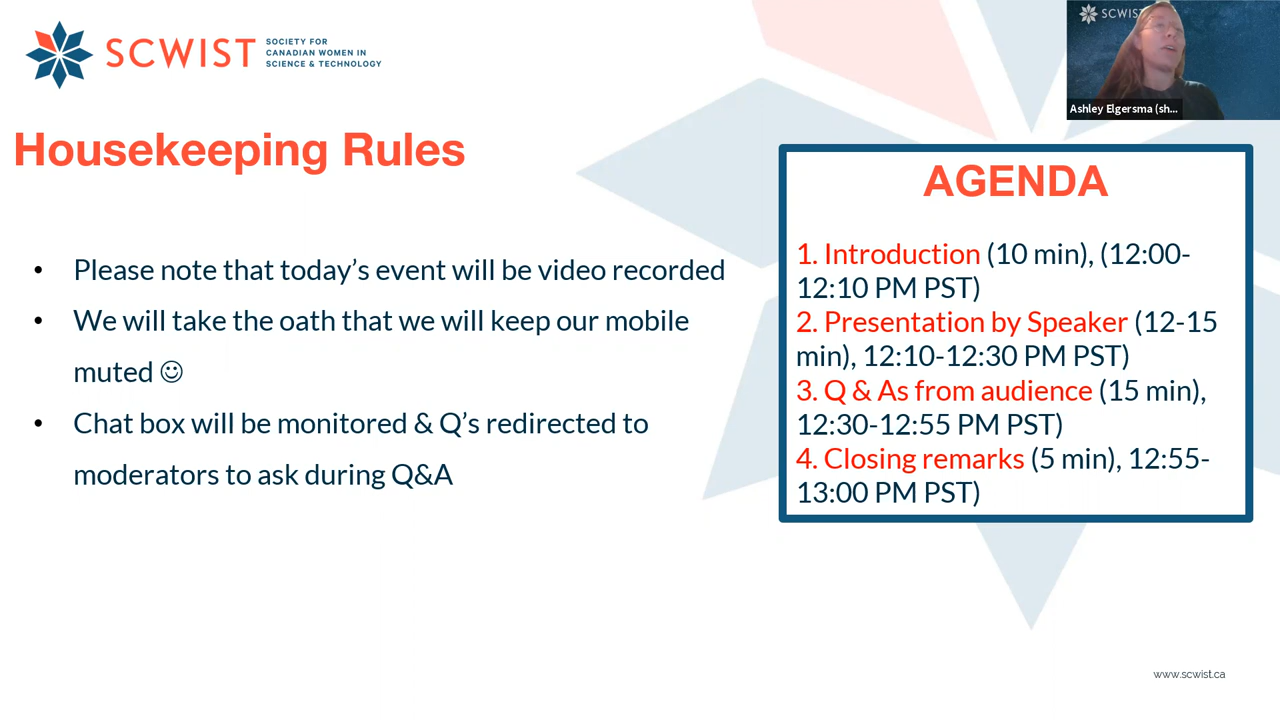 SCWIST
SOCIETY FOR
CANADIAN WOMEN IN
SCIENCE & TECHNOLOGY
SCWIST
Ashley Elgersma (sh...
Housekeeping Rules
• Please note that today's event will be video recorded
• We will take the oath that we will keep our mobile
muted ☺
• Chat box will be monitored & Q's redirected to
moderators to ask during Q&A
AGENDA
1. Introduction (10 min), (12:00-
12:10 PM PST)
2. Presentation by Speaker (12-15
min), 12:10-12:30 PM PST)
3. Q & As from audience (15 min),
12:30-12:55 PM PST)
4. Closing remarks (5 min), 12:55-
13:00 PM PST)
www.scwist.ca